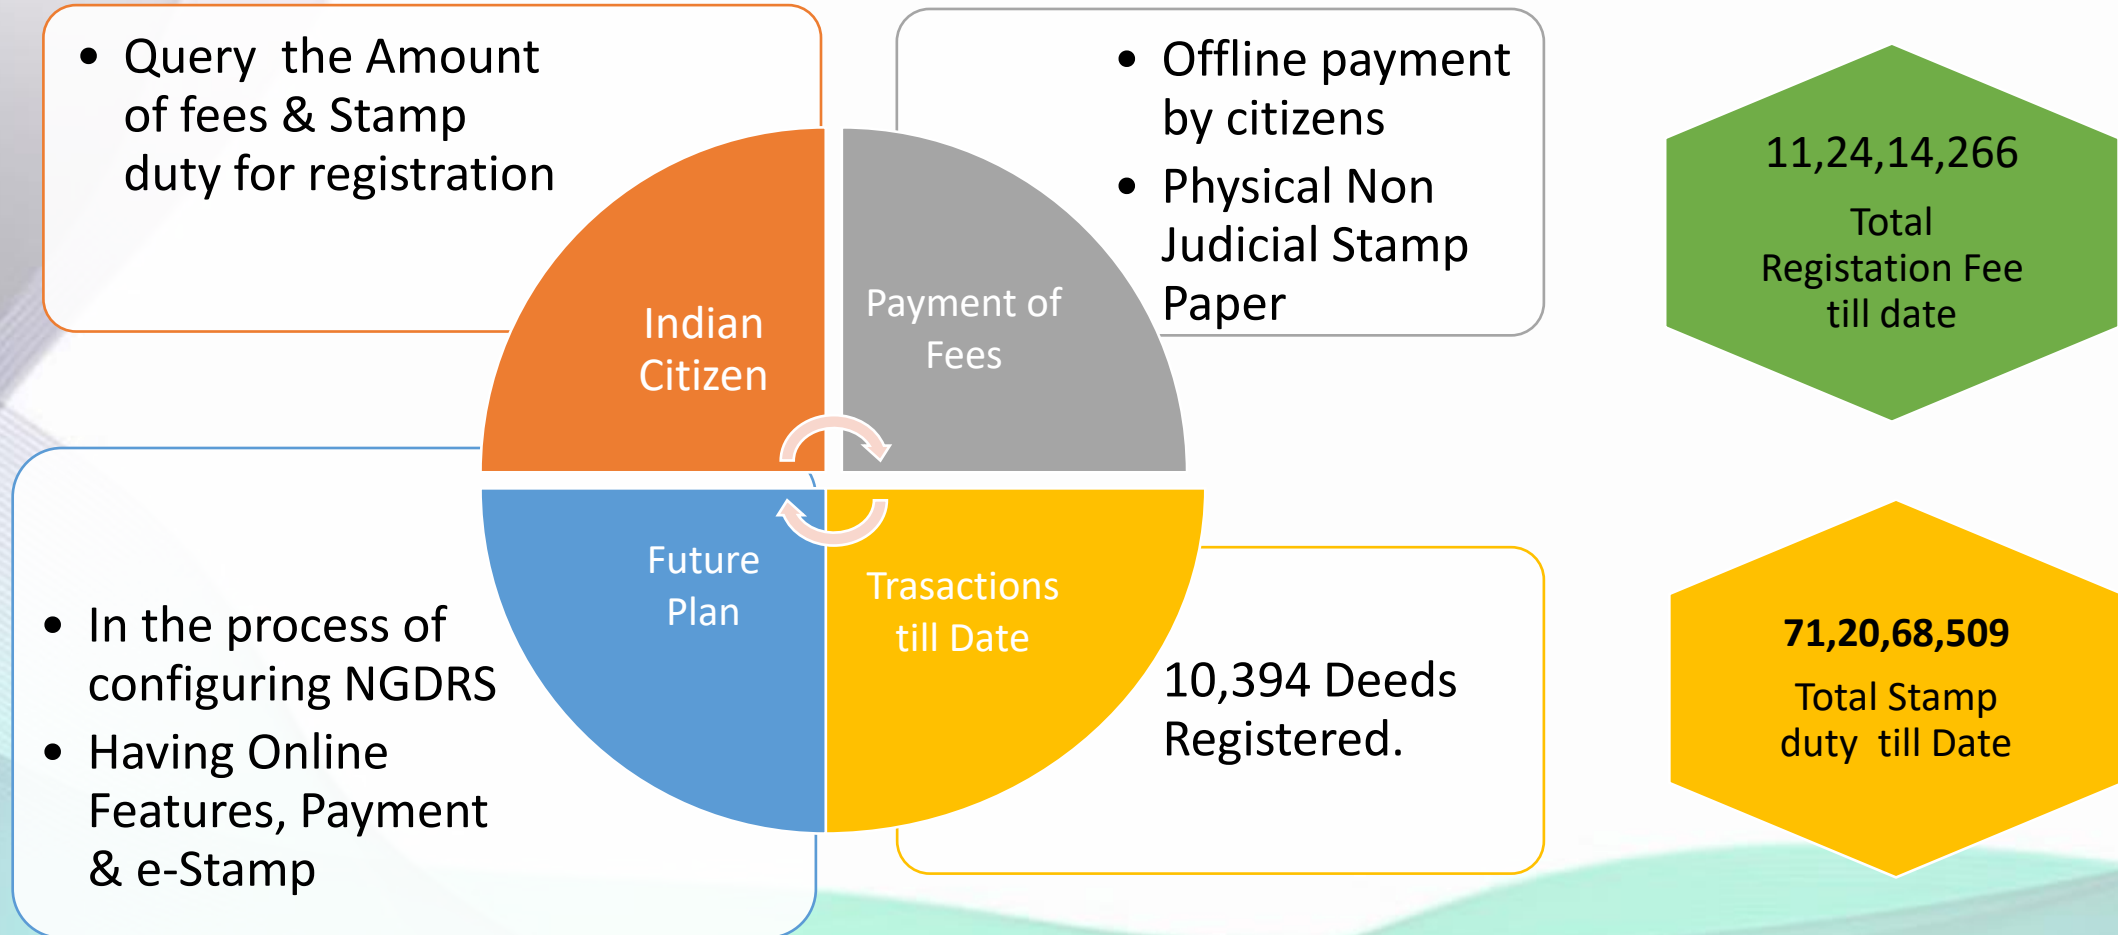 • Query  the Amount
of fees & Stamp
duty for registration
Indian
Citizen
• Offline payment
by citizens
• Physical Non
Judicial Stamp
Paper
Payment of
Fees
Future
Plan
• In the process of
configuring NGDRS
• Having Online
Features, Payment
& e-Stamp
Trasactions
till Date
10,394 Deeds
Registered.
11,24,14,266
Total
Registation Fee
till date
71,20,68,509
Total Stamp
duty  till Date